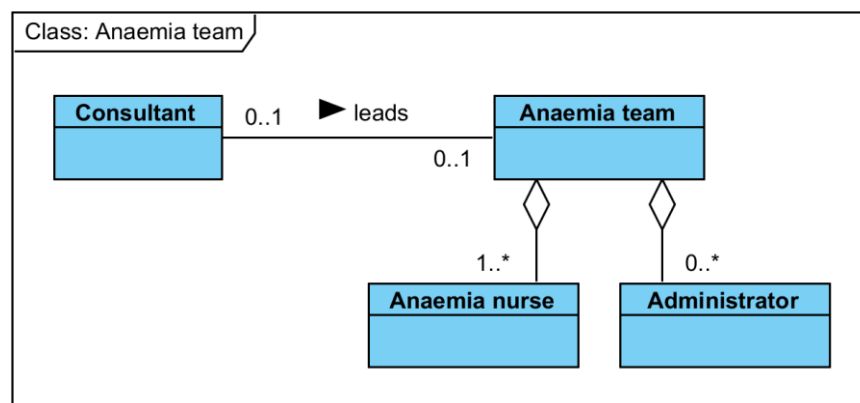 Class: Anaemia team
Consultant
0..1
leads
0..1
Anaemia team
1..*
0..*
Anaemia nurse
Administrator